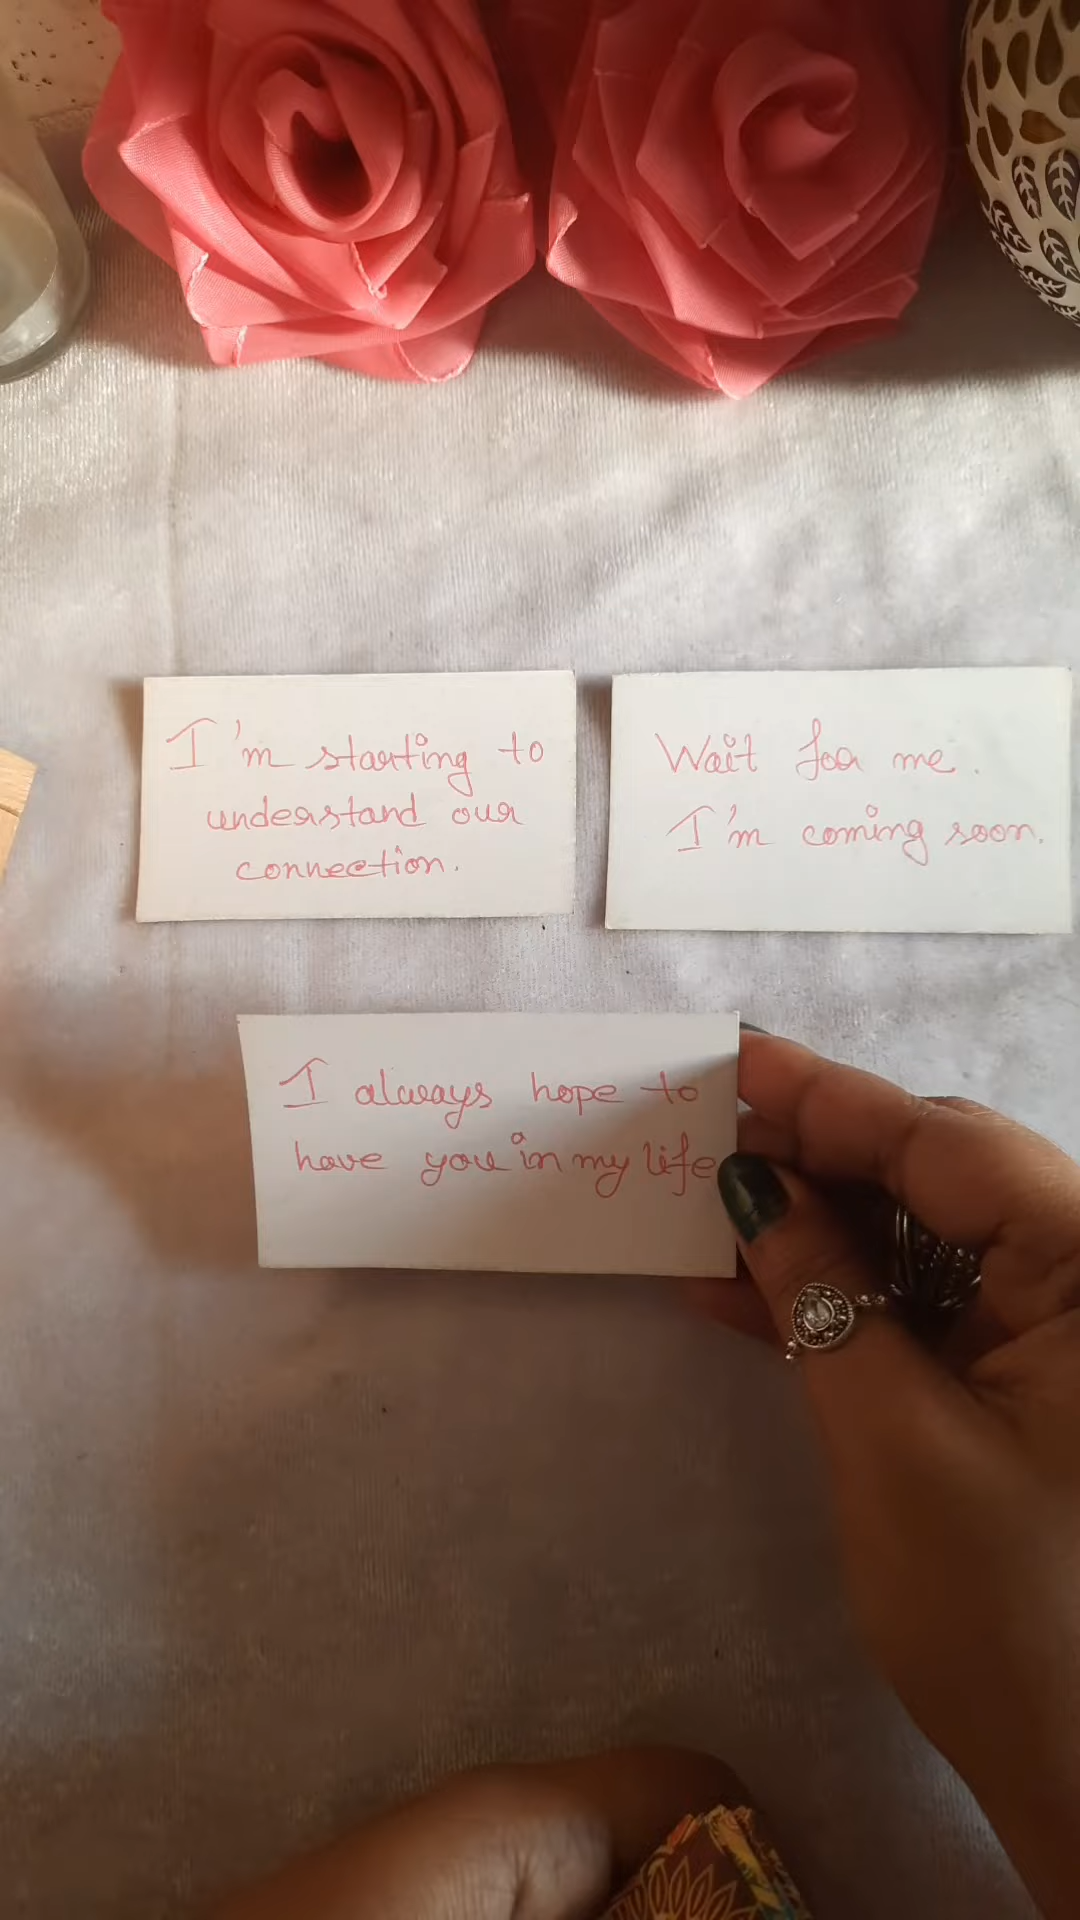 I'm starting to
understand our
connection.
Wait for me.
I'm coming soon.
I always hope to
have you in my life